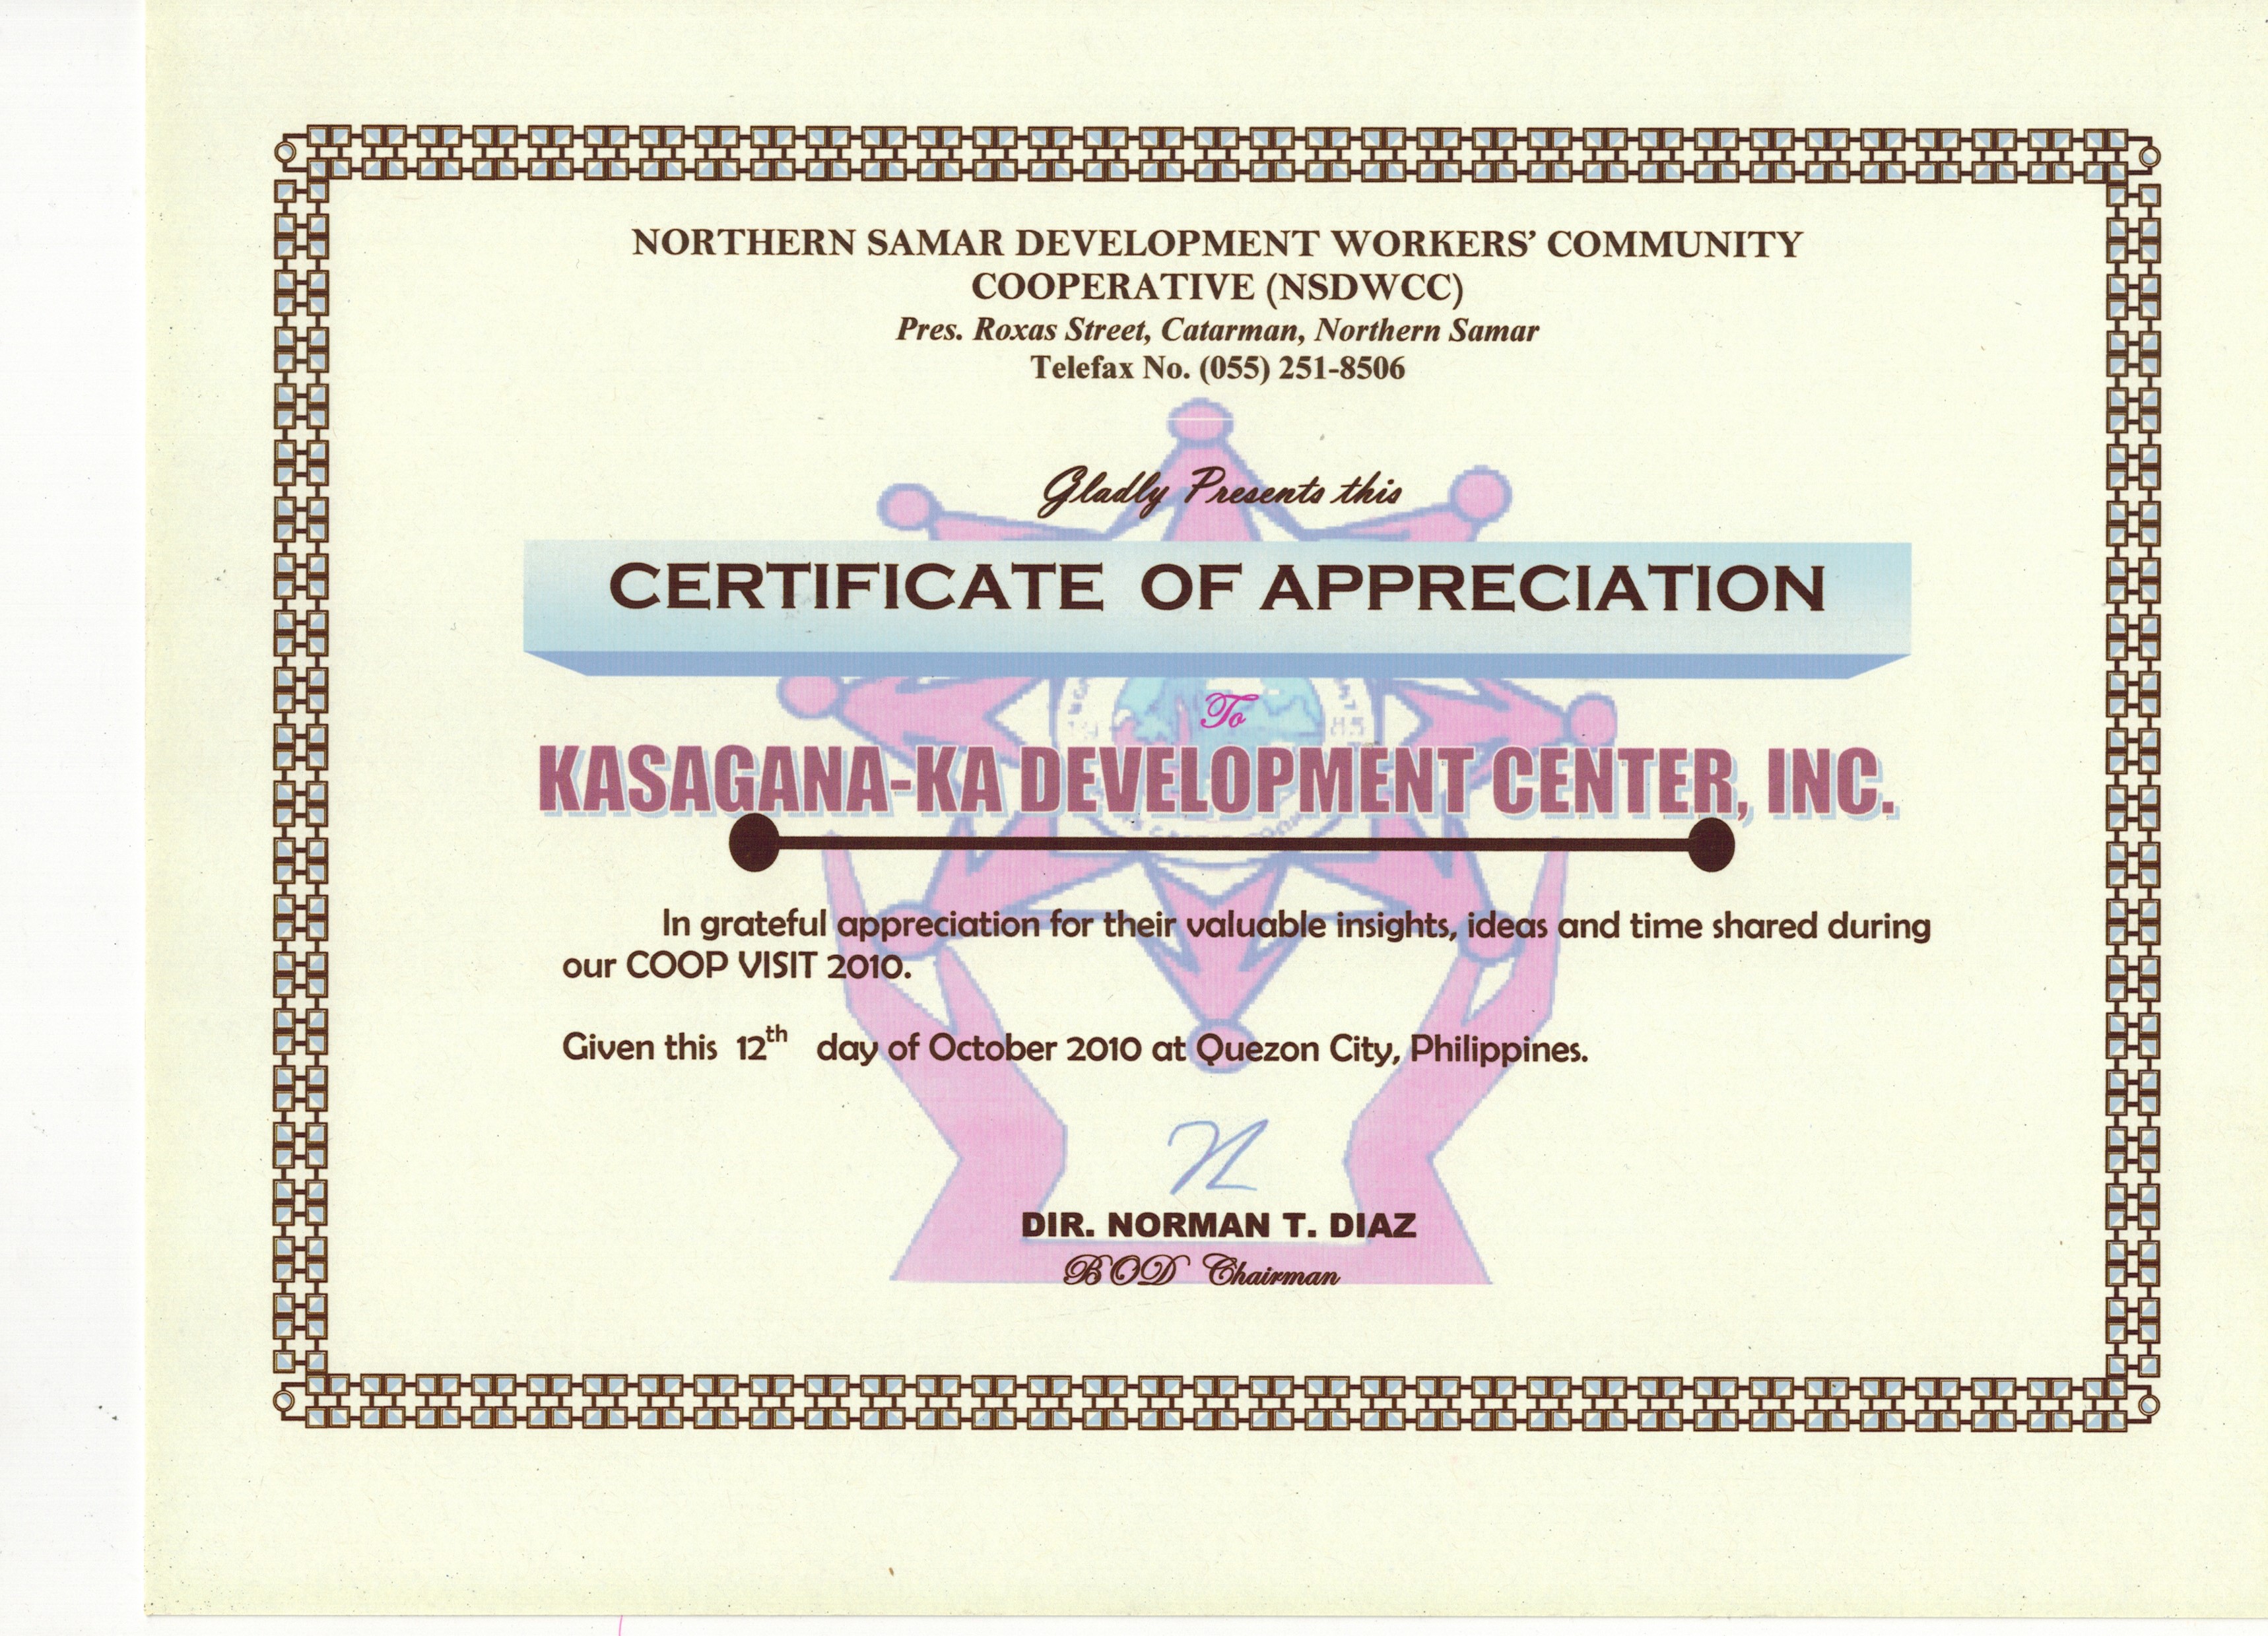 NORTHERN SAMAR DEVELOPMENT WORKERS' COMMUNITY
COOPERATIVE (NSDWCC)
Pres. Roxas Street, Catarman, Northern Samar
Telefax No. (055) 251-8506
Gladly Presents this
CERTIFICATE OF APPRECIATION
To
KASAGANA-KA DEVELOPMENT CENTER, INC.
In grateful appreciation for their valuable insights, ideas and time shared during
our COOP VISIT 2010.
Given this 12th day of October 2010 at Quezon City, Philippines.
DIR. NORMAN T. DIAZ
BOD Chairman